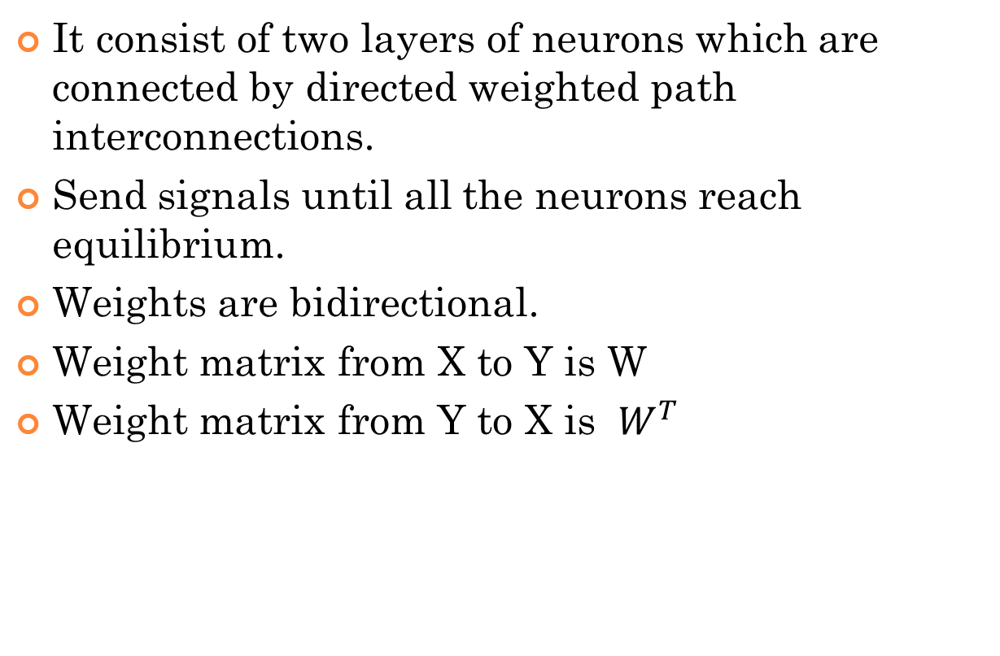 It consist of two layers of neurons which are
connected by directed weighted path
interconnections.
Send signals until all the neurons reach
equilibrium.
Weights are bidirectional.
Weight matrix from X to Y is W
Weight matrix from Y to X is W^T